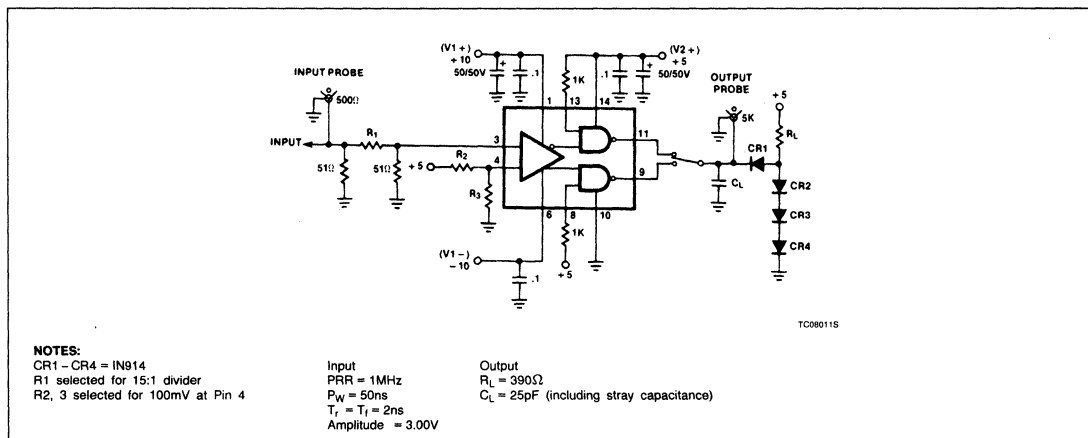 (V1+)
+10
50/50V
+
.1
(V2+)
+5
.1
+
50/50V
1K
INPUT PROBE
500Ω
OUTPUT
PROBE
5K
+5
1
13
14
INPUT
R1
3
11
RL
51Ω
51Ω
+5
R2
4
9
CR1
CL
R3
CR2
6
8
10
CR3
1K
CR4
(V1−)
−10
.1
+5
TC08011S
NOTES:
CR1 – CR4 = IN914
R1 selected for 15:1 divider
R2, 3 selected for 100mV at Pin 4
Input
PRR = 1MHz
PW = 50ns
Tr = Tf = 2ns
Amplitude = 3.00V
Output
RL = 390Ω
CL = 25pF (including stray capacitance)